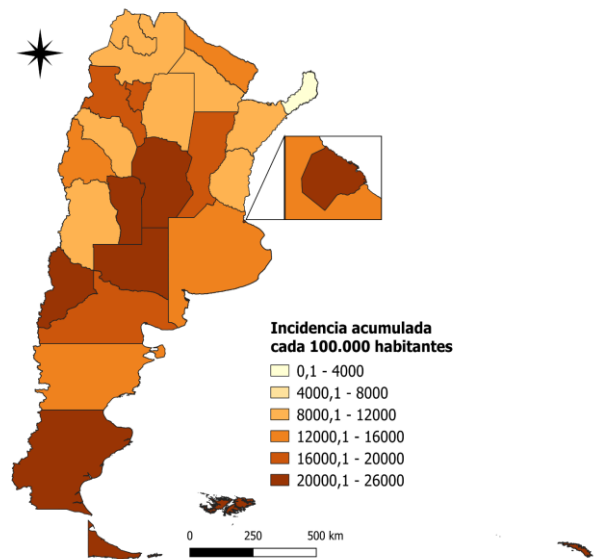 Incidencia acumulada
cada 100.000 habitantes
0,1 - 4000
4000,1 - 8000
8000,1 - 12000
12000,1 - 16000
16000,1 - 20000
20000,1 - 26000
0 250 500 km